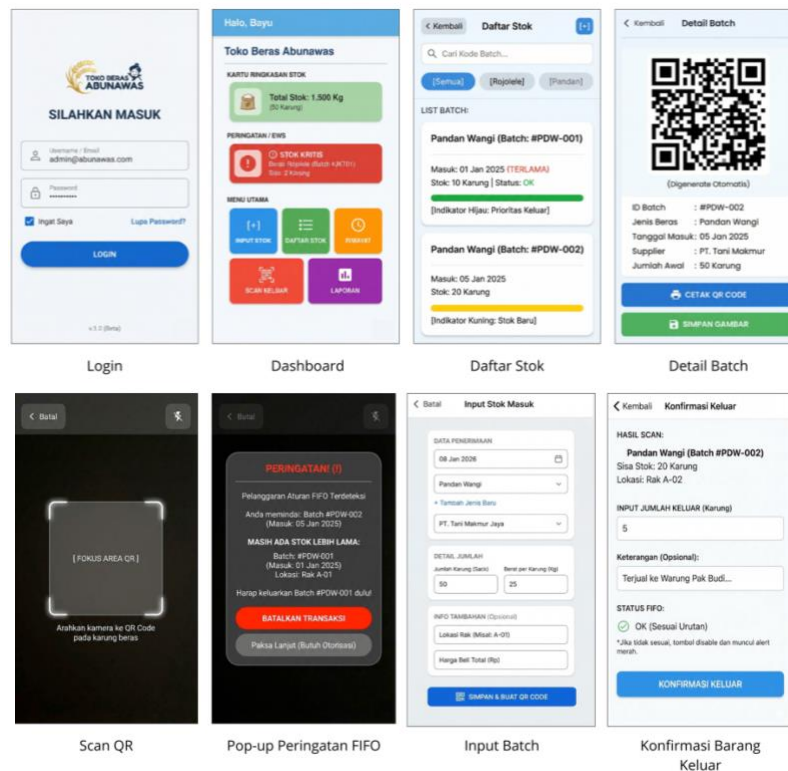 TOKO BERAS
ABUNAWAS
SILAHKAN MASUK
Username / Email
admin@abunawas.com
Password
Ingat Saya
Lupa Password?
LOGIN
v.1.0 (Beta)
Login
Halo, Bayu
Toko Beras Abunawas
KARTU RINGKASAN STOK
Total Stok: 1.500 Kg
(50 Karung)
PERINGATAN / EWS
STOK KRITIS
MENU UTAMA
[+]
INPUT STOK
DAFTAR STOK
RIWAYAT
SCAN KELUAR
LAPORAN
Dashboard
< Kembali
Daftar Stok
[+]
Cari Kode Batch...
[Semua]
[Rojolele]
[Pandan]
LIST BATCH:
Pandan Wangi (Batch: #PDW-001)
Masuk: 01 Jan 2025 (TERLAMA)
Stok: 10 Karung | Status: OK
[Indikator Hijau: Prioritas Keluar]
Pandan Wangi (Batch: #PDW-002)
Masuk: 05 Jan 2025
Stok: 20 Karung
[Indikator Kuning: Stok Baru]
Daftar Stok
< Kembali
Detail Batch
(Digenerate Otomatis)
ID Batch : #PDW-002
Jenis Beras : Pandan Wangi
Tanggal Masuk: 05 Jan 2025
Supplier : PT. Tani Makmur
Jumlah Awal : 50 Karung
CETAK QR CODE
SIMPAN GAMBAR
Detail Batch
< Batal
[ FOKUS AREA QR ]
Arahkan kamera ke QR Code
pada karung beras
Scan QR
< Batal
PERINGATAN! (!)
Pelanggaran Aturan FIFO Terdeteksi
Anda memindai: Batch #PDW-002
(Masuk: 05 Jan 2025)
MASIH ADA STOK LEBIH LAMA:
Batch: #PDW-001
(Masuk: 01 Jan 2025)
Lokasi: Rak A-01
Harap keluarkan Batch #PDW-001 dulu!
BATALKAN TRANSAKSI
Paksa Lanjut (Butuh Otorisasi)
Pop-up Peringatan FIFO
< Batal
Input Stok Masuk
DATA PENERIMAAN
08 Jan 2026
Pandan Wangi
+ Tambah Jenis Baru
PT. Tani Makmur Jaya
DETAIL JUMLAH
Jumlah Karung (Sack)
Berat per Karung (Kg)
50
25
INFO TAMBAHAN (Opsional)
Lokasi Rak (Misal: A-01)
Harga Beli Total (Rp)
SIMPAN & BUAT QR CODE
Input Batch
< Kembali
Konfirmasi Keluar
HASIL SCAN:
Pandan Wangi (Batch #PDW-002)
Sisa Stok: 20 Karung
Lokasi: Rak A-02
INPUT JUMLAH KELUAR (Karung)
5
Keterangan (Opsional):
Terjual ke Warung Pak Budi...
STATUS FIFO:
OK (Sesuai Urutan)
*Jika tidak sesuai, tombol disable dan muncul alert
merah.
KONFIRMASI KELUAR
Konfirmasi Barang
Keluar